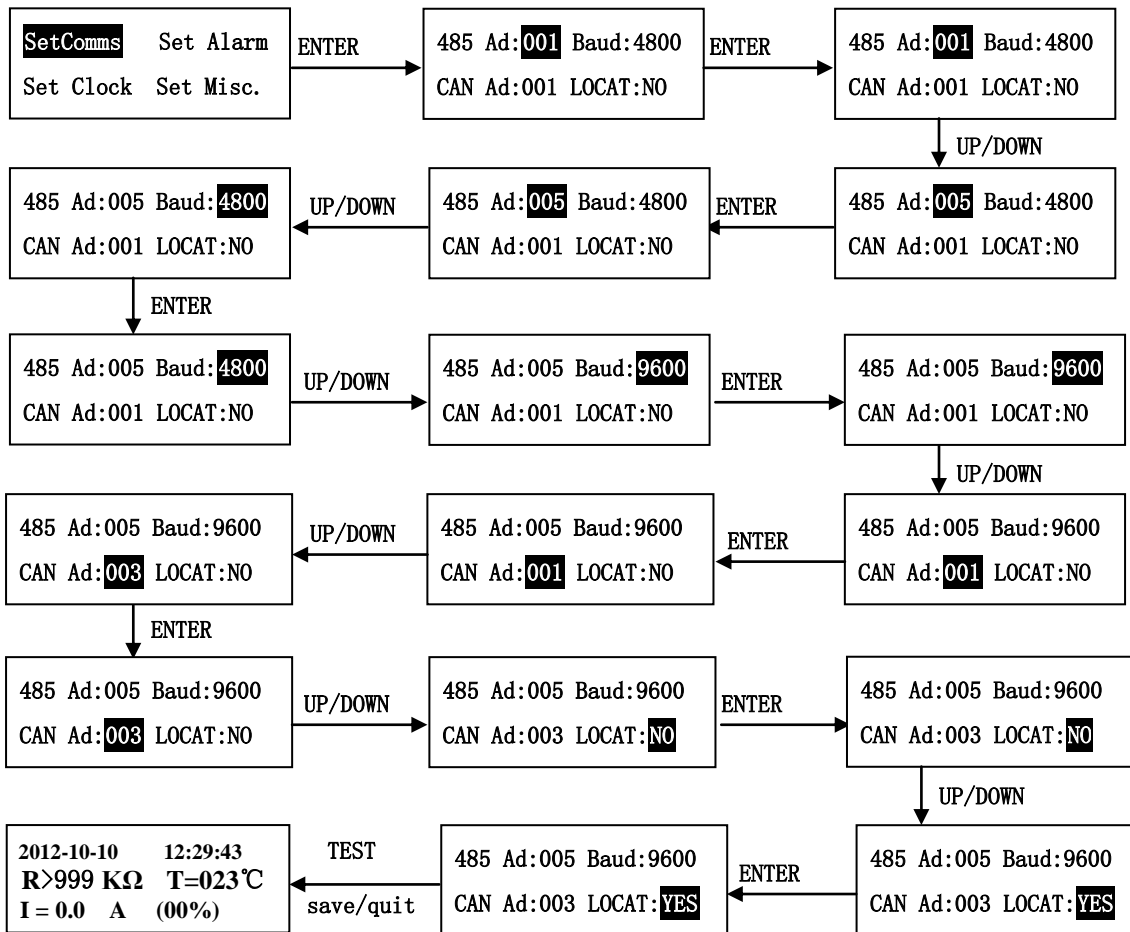 SetComms Set Alarm
Set Clock Set Misc.
ENTER
485 Ad:001 Baud:4800
CAN Ad:001 LOCAT:NO
ENTER
485 Ad:001 Baud:4800
CAN Ad:001 LOCAT:NO
UP/DOWN
485 Ad:005 Baud:4800
CAN Ad:001 LOCAT:NO
ENTER
485 Ad:005 Baud:4800
CAN Ad:001 LOCAT:NO
UP/DOWN
485 Ad:005 Baud:4800
CAN Ad:001 LOCAT:NO
ENTER
485 Ad:005 Baud:4800
CAN Ad:001 LOCAT:NO
UP/DOWN
485 Ad:005 Baud:9600
CAN Ad:001 LOCAT:NO
ENTER
485 Ad:005 Baud:9600
CAN Ad:001 LOCAT:NO
UP/DOWN
485 Ad:005 Baud:9600
CAN Ad:001 LOCAT:NO
ENTER
485 Ad:005 Baud:9600
CAN Ad:001 LOCAT:NO
UP/DOWN
485 Ad:005 Baud:9600
CAN Ad:003 LOCAT:NO
ENTER
485 Ad:005 Baud:9600
CAN Ad:003 LOCAT:NO
UP/DOWN
485 Ad:005 Baud:9600
CAN Ad:003 LOCAT:NO
ENTER
485 Ad:005 Baud:9600
CAN Ad:003 LOCAT:NO
UP/DOWN
485 Ad:005 Baud:9600
CAN Ad:003 LOCAT:YES
ENTER
485 Ad:005 Baud:9600
CAN Ad:003 LOCAT:YES
TEST
save/quit
2012-10-10 12:29:43
R>999 KΩ T=023℃
I = 0.0 A (00%)